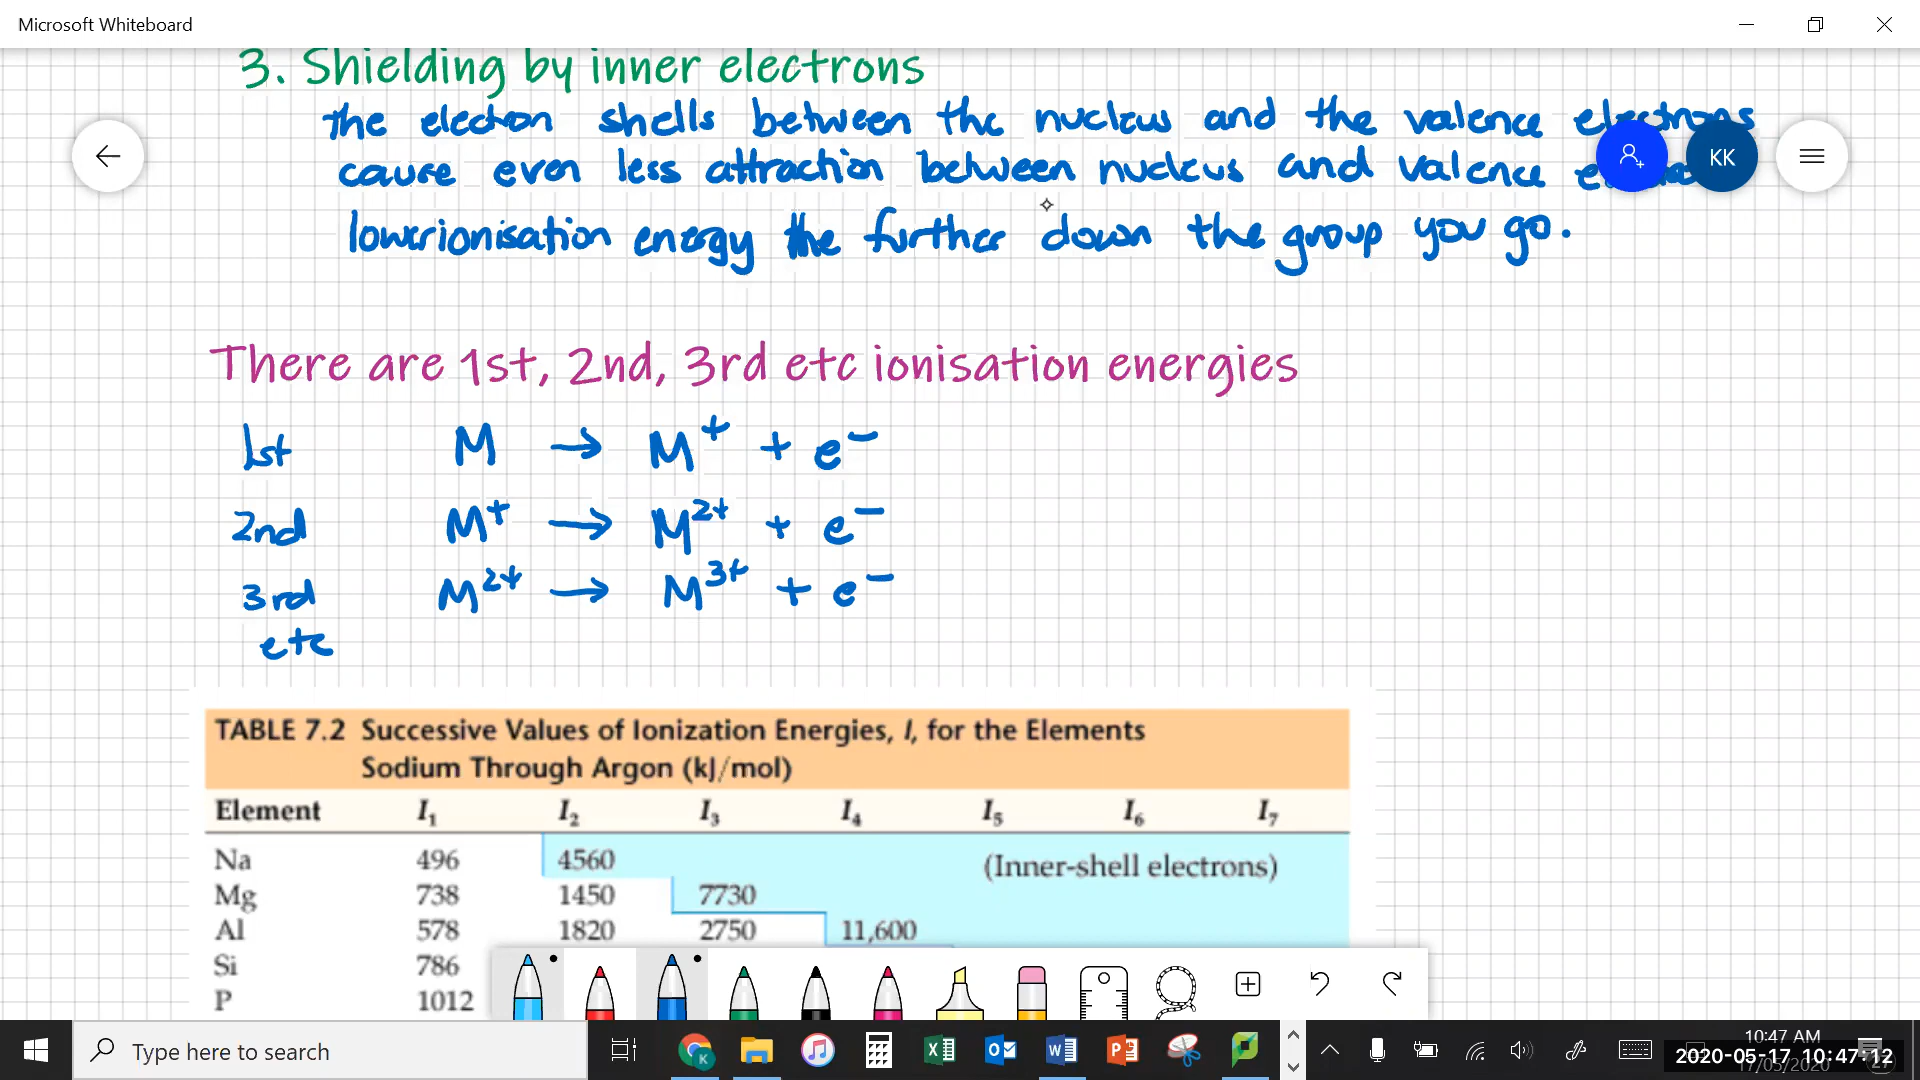 Microsoft Whiteboard
3. Shielding by inner electrons
the electron shells between the nucleus and the valence electrons
cause even less attraction between nucleus and valence
KK
lower ionisation energy the further down the group you go.
There are 1st, 2nd, 3rd etc ionisation energies
1st M → M⁺ + e⁻
2nd M⁺ → M²⁺ + e⁻
3rd M²⁺ → M³⁺ + e⁻
etc
TABLE 7.2 Successive Values of Ionization Energies, I, for the Elements
Sodium Through Argon (kJ/mol)
Element I₁ I₂ I₃ I₄ I₅ I₆ I₇
Na 496 4560 (Inner-shell electrons)
Mg 738 1450 7730
Al 578 1820 2750 11,600
Si 786
P 1012
Type here to search
10:47 AM
2020-05-17 10:47:12
17/05/2020
27